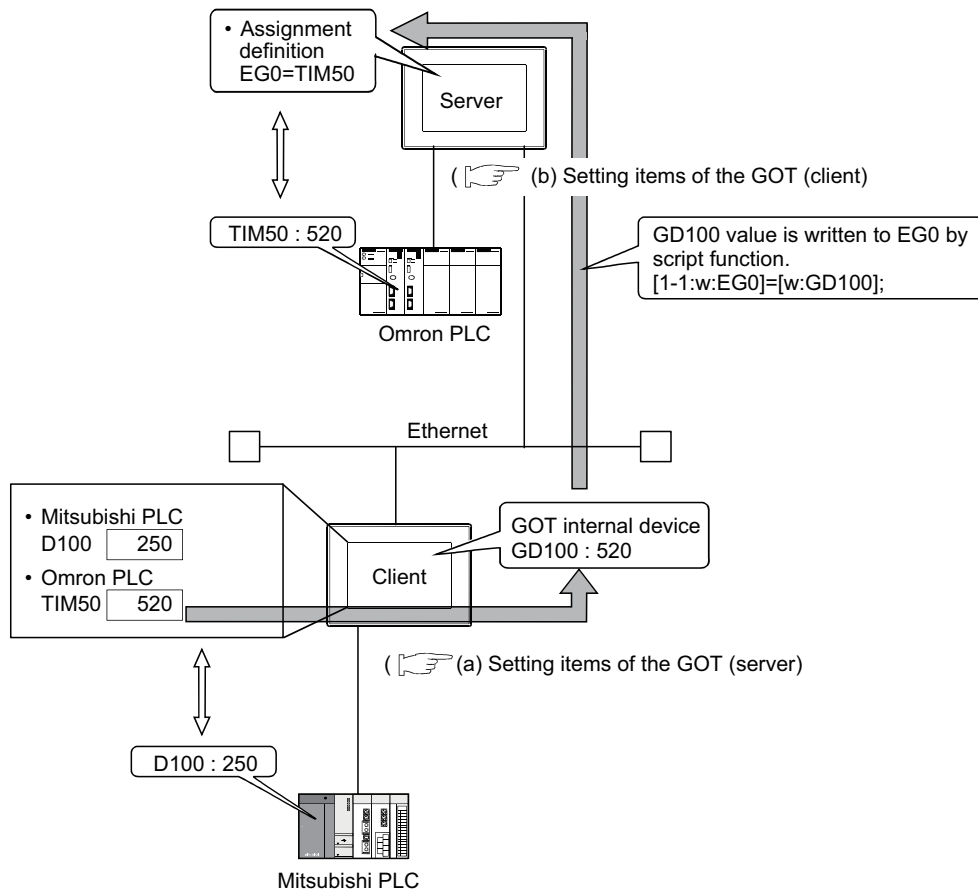 • Assignment
definition
EG0=TIM50
Server
( (b) Setting items of the GOT (client)
TIM50 : 520
GD100 value is written to EG0 by
script function.
[1-1:w:EG0]=[w:GD100];
Omron PLC
Ethernet
• Mitsubishi PLC
D100 250
• Omron PLC
TIM50 520
Client
GOT internal device
GD100 : 520
( (a) Setting items of the GOT (server)
D100 : 250
Mitsubishi PLC